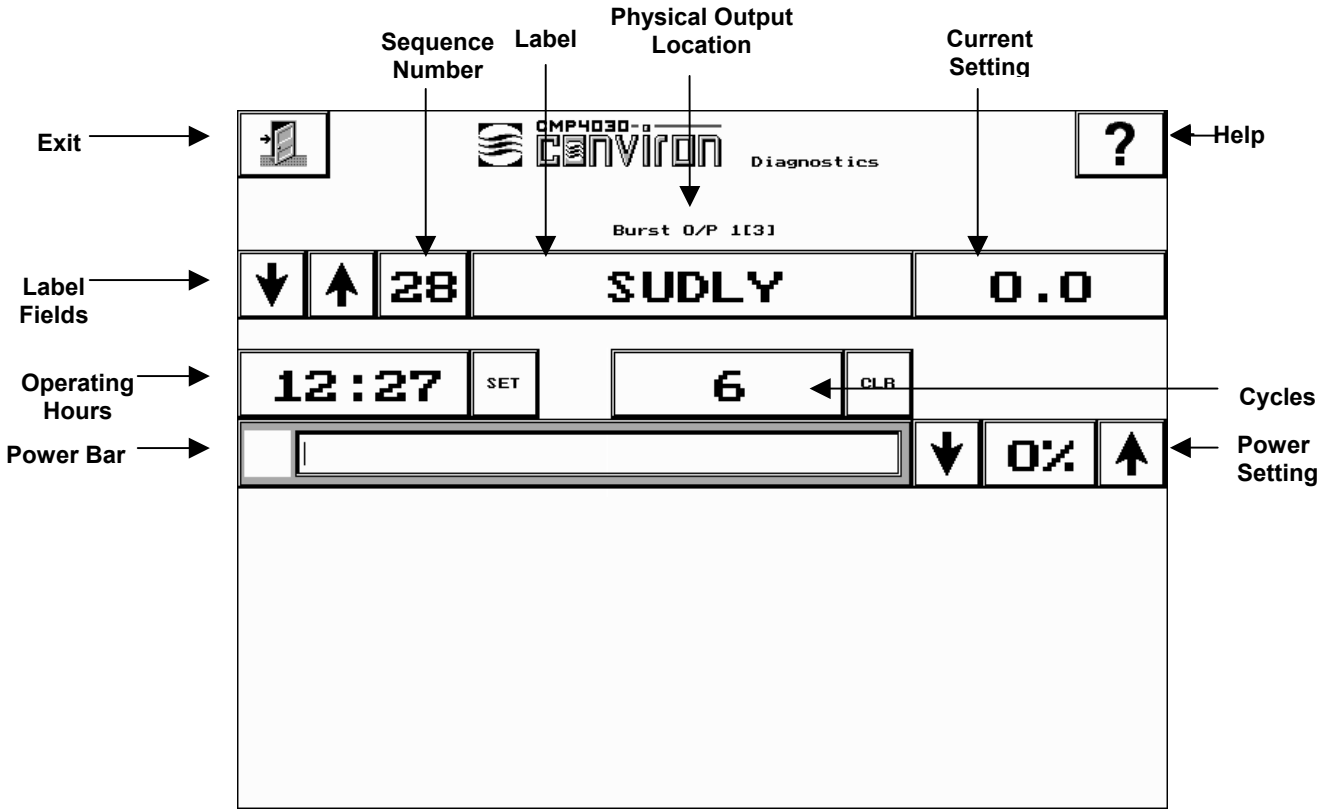 Physical Output
Location
Sequence
Number
Label
Current
Setting
Exit
CMP4030
CONVIRON
Diagnostics
?
Help
Burst O/P 1[3]
Label
Fields
28
SUDLY
0.0
Operating
Hours
12:27
SET
6
CLR
Cycles
Power Bar
0%
Power
Setting